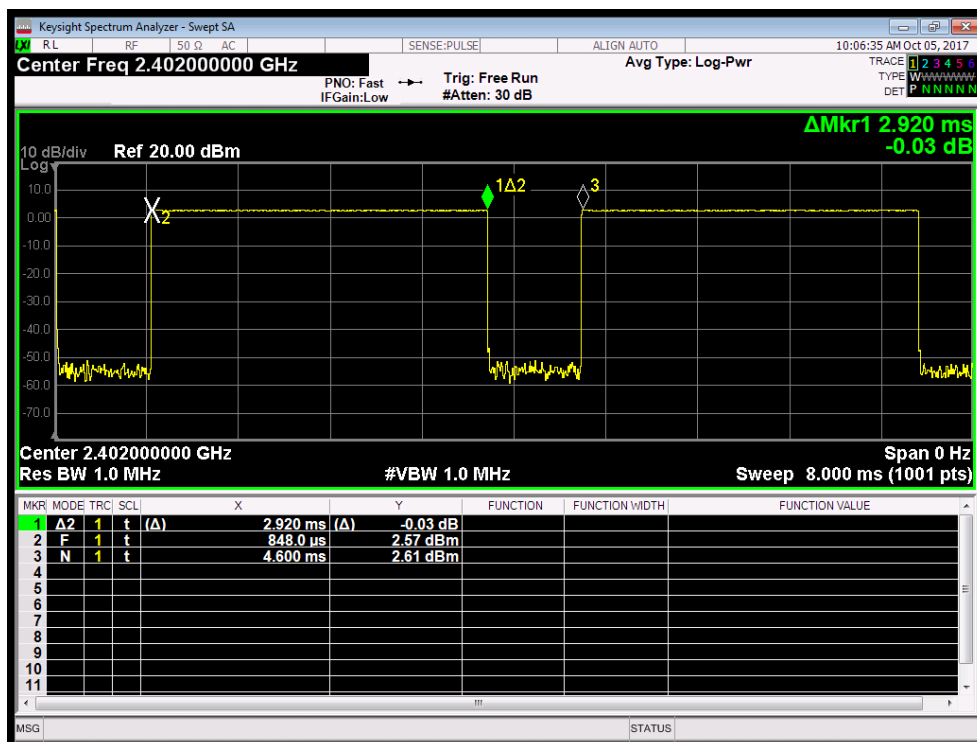 Keysight Spectrum Analyzer - Swept SA
LXI RL RF 50 Ω AC SENSE:PULSE ALIGN AUTO 10:06:35 AM Oct 05, 2017
Center Freq 2.402000000 GHz
PNO: Fast
IFGain:Low
Trig: Free Run
#Atten: 30 dB
Avg Type: Log-Pwr
TRACE 1 2 3 4 5 6
TYPE WWWWWW
DET P N N N N N
ΔMkr1 2.920 ms
-0.03 dB
10 dB/div Ref 20.00 dBm
Log
10.0
0.00
-10.0
-20.0
-30.0
-40.0
-50.0
-60.0
-70.0
2
1Δ2
3
Center 2.402000000 GHz Span 0 Hz
Res BW 1.0 MHz #VBW 1.0 MHz Sweep 8.000 ms (1001 pts)
MKR MODE TRC SCL X Y FUNCTION FUNCTION WIDTH FUNCTION VALUE
1 Δ2 1 t (Δ) 2.920 ms (Δ) -0.03 dB
2 F 1 t 848.0 µs 2.57 dBm
3 N 1 t 4.600 ms 2.61 dBm
4
5
6
7
8
9
10
11
MSG STATUS